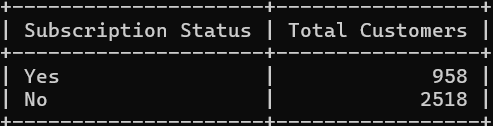 Subscription Status | Total Customers
Yes | 958
No | 2518